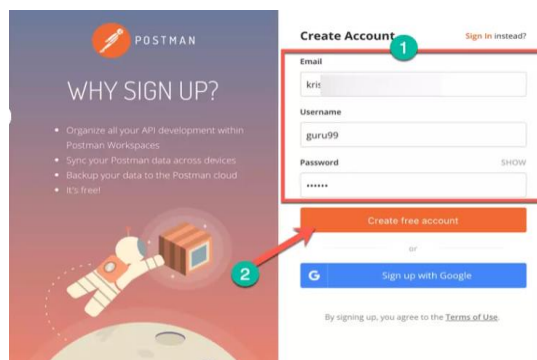 POSTMAN
WHY SIGN UP?
Organize all your API development within
Postman Workspaces
Sync your Postman data across devices
Backup your data to the Postman cloud
It's free!
2
Create Account
Sign In instead?
1
Email
kris
Username
guru99
Password SHOW
••••••
Create free account
or
G Sign up with Google
By signing up, you agree to the Terms of Use.